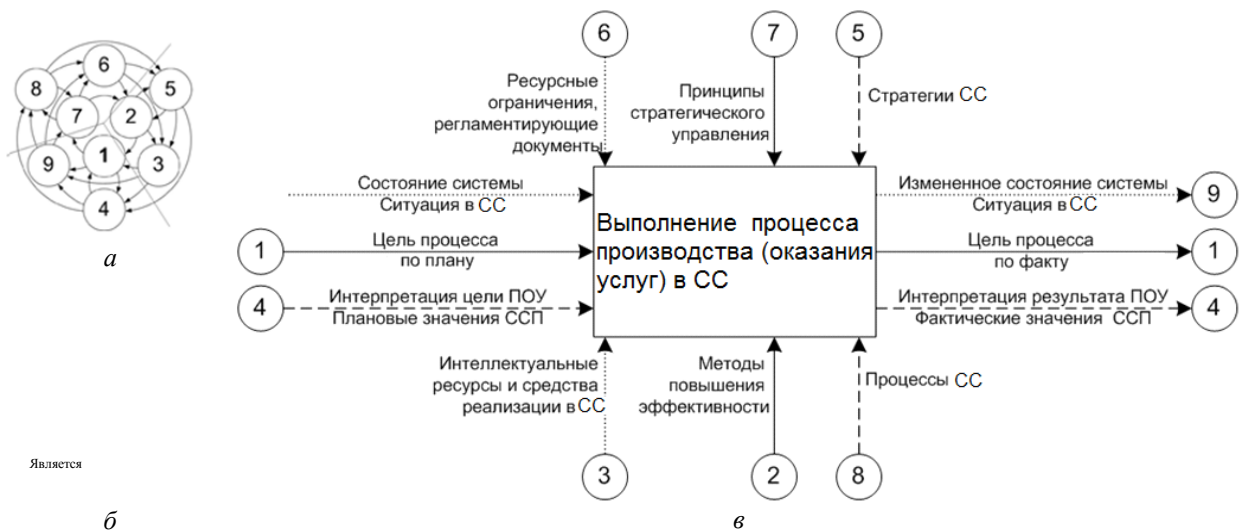 6
8
5
7
2
1
9
3
4
а
Является
б
6
7
5
Ресурсные
ограничения,
регламентирующие
документы
Принципы
стратегического
управления
Стратегии СС
Состояние системы
Ситуация в СС
1
Цель процесса
по плану
4
Интерпретация цели ПОУ
Плановые значения ССП
Выполнение процесса
производства (оказания
услуг) в СС
Измененное состояние системы
Ситуация в СС
9
Цель процесса
по факту
1
Интерпретация результата ПОУ
Фактические значения ССП
4
Интеллектуальные
ресурсы и средства
реализации в СС
Методы
повышения
эффективности
Процессы СС
3
2
8
в